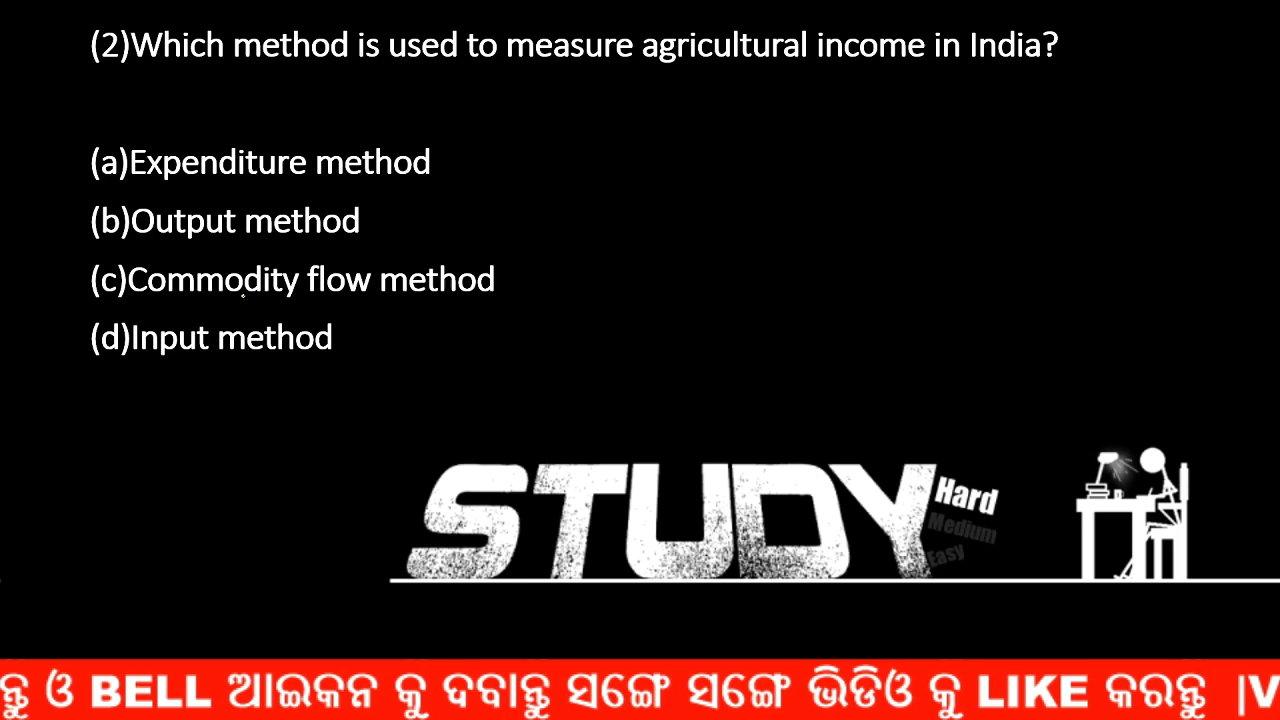 (2)Which method is used to measure agricultural income in India?
(a)Expenditure method
(b)Output method
(c)Commodity flow method
(d)Input method
STUDY
Hard
Medium
Easy
ନ୍ତୁ ଓ BELL ଆଇକନ କୁ ଦବାନ୍ତୁ ସଙ୍ଗେ ସଙ୍ଗେ ଭିଡିଓ କୁ LIKE କରନ୍ତୁ |V